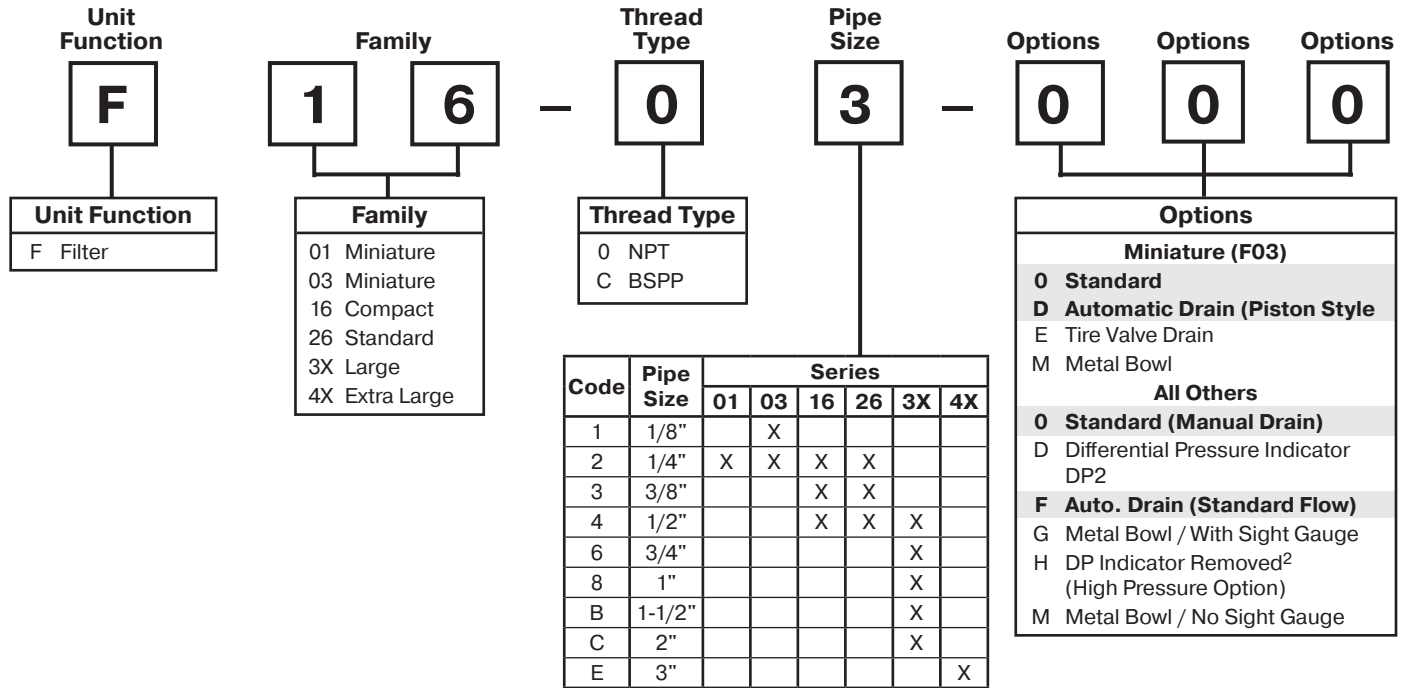 Unit Function
Family
Thread Type
Pipe Size
Options
Options
Options
F 1 6 – 0 3 – 0 0 0
Unit Function
F Filter
Family
01 Miniature
03 Miniature
16 Compact
26 Standard
3X Large
4X Extra Large
Thread Type
0 NPT
C BSPP
Code Pipe Size Series
01 03 16 26 3X 4X
1 1/8" X
2 1/4" X X X X
3 3/8" X X
4 1/2" X X X
6 3/4" X
8 1" X
B 1-1/2" X
C 2" X
E 3" X
Options
Miniature (F03)
0 Standard
D Automatic Drain (Piston Style
E Tire Valve Drain
M Metal Bowl
All Others
0 Standard (Manual Drain)
D Differential Pressure Indicator
DP2
F Auto. Drain (Standard Flow)
G Metal Bowl / With Sight Gauge
H DP Indicator Removed²
(High Pressure Option)
M Metal Bowl / No Sight Gauge